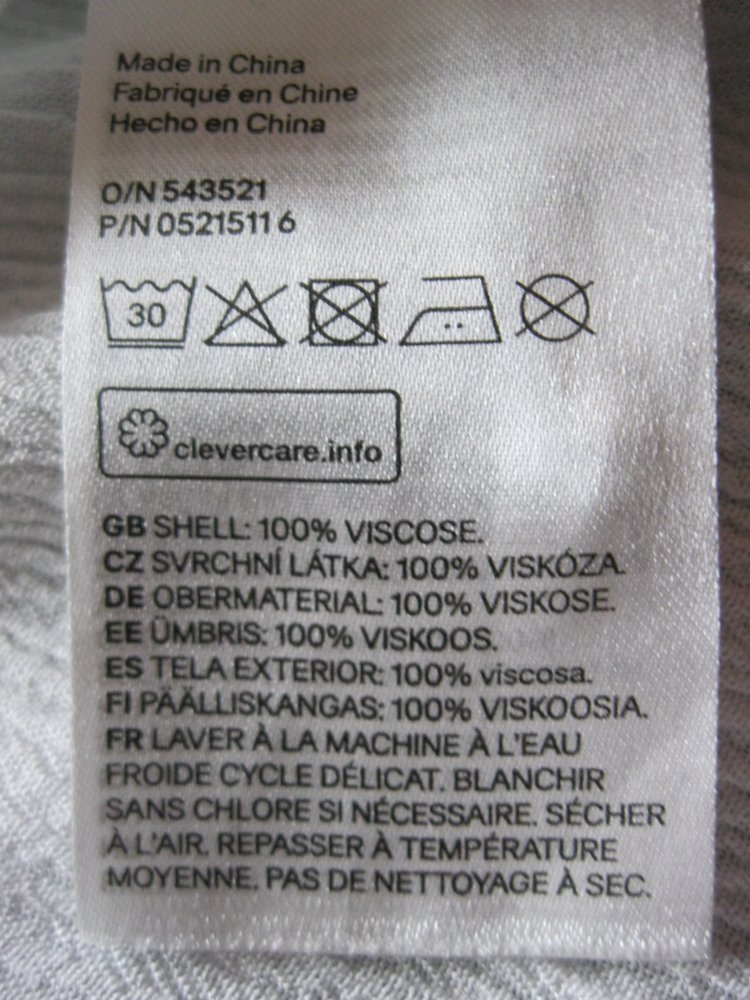 Made in China
Fabriqué en Chine
Hecho en China
O/N 543521
P/N 0521511 6
30
clevercare.info
GB SHELL: 100% VISCOSE.
CZ SVRCHNÍ LÁTKA: 100% VISKÓZA.
DE OBERMATERIAL: 100% VISKOSE.
EE ÜMBRIS: 100% VISKOOS.
ES TELA EXTERIOR: 100% viscosa.
FI PÄÄLLISKANGAS: 100% VISKOOSIA.
FR LAVER À LA MACHINE À L'EAU
FROIDE CYCLE DÉLICAT. BLANCHIR
SANS CHLORE SI NÉCESSAIRE. SÉCHER
À L'AIR. REPASSER À TEMPÉRATURE
MOYENNE. PAS DE NETTOYAGE À SEC.